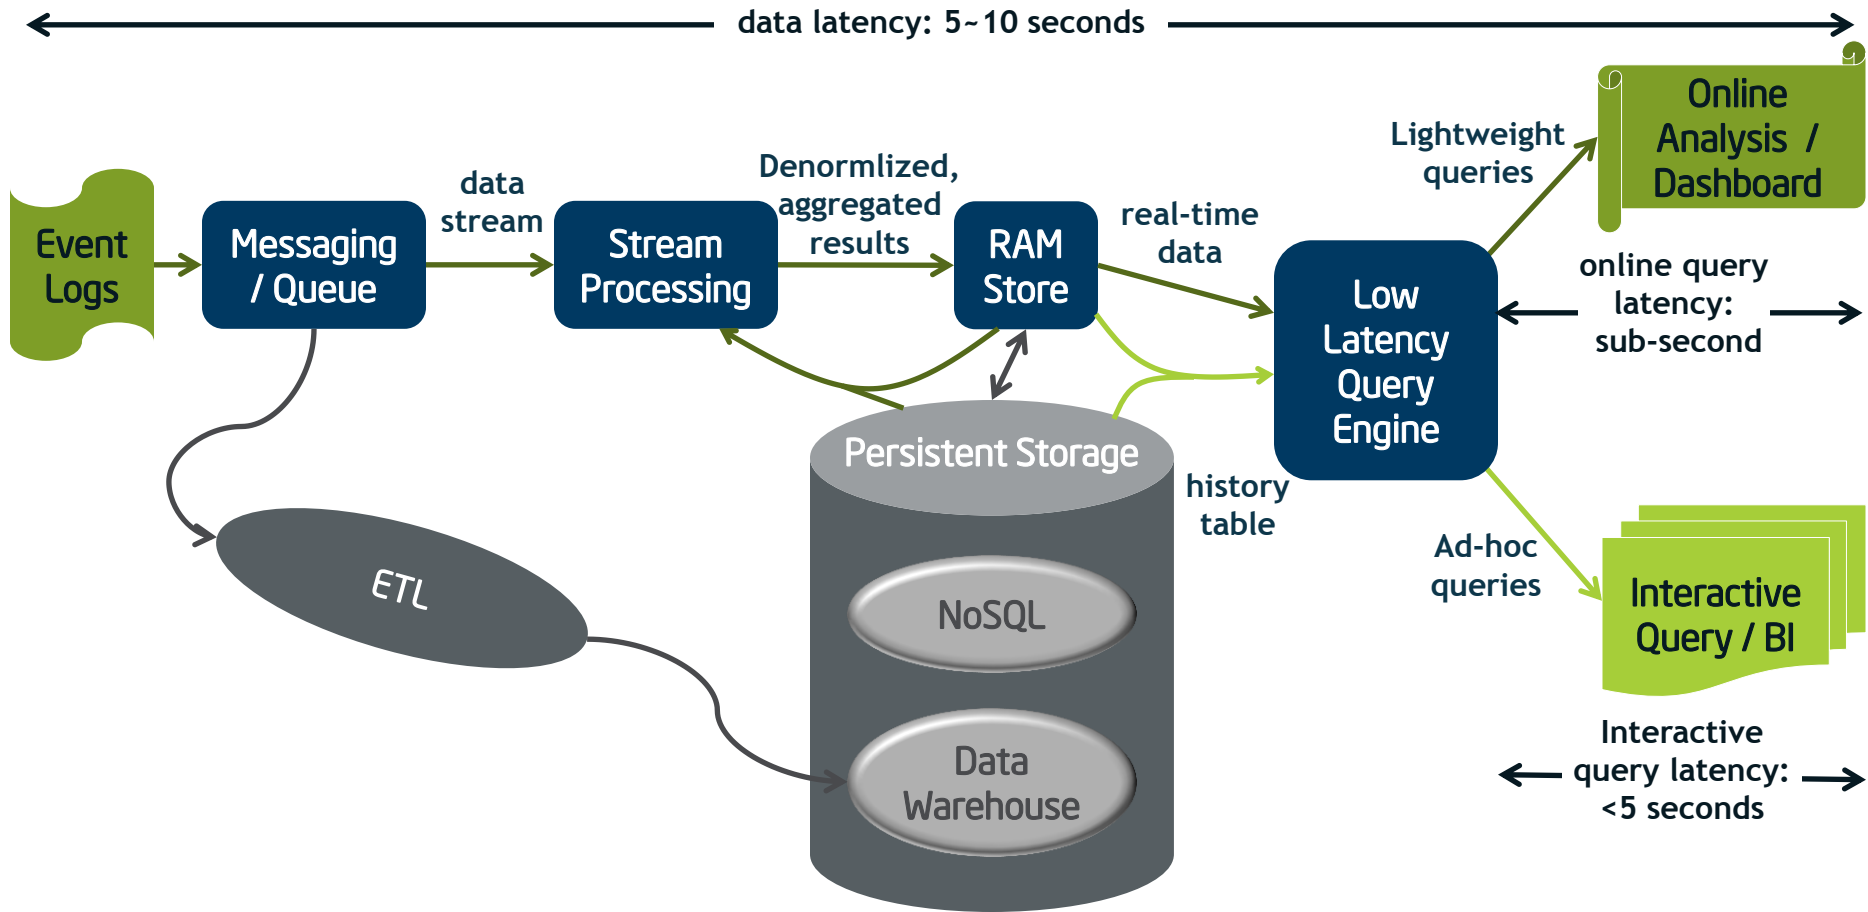 data latency: 5~10 seconds
Event
Logs
Messaging
/ Queue
data
stream
Stream
Processing
Denormlized,
aggregated
results
RAM
Store
real-time
data
Low
Latency
Query
Engine
Lightweight
queries
Online
Analysis /
Dashboard
online query
latency:
sub-second
Persistent Storage
history
table
NoSQL
Data
Warehouse
ETL
Ad-hoc
queries
Interactive
Query / BI
Interactive
query latency:
<5 seconds